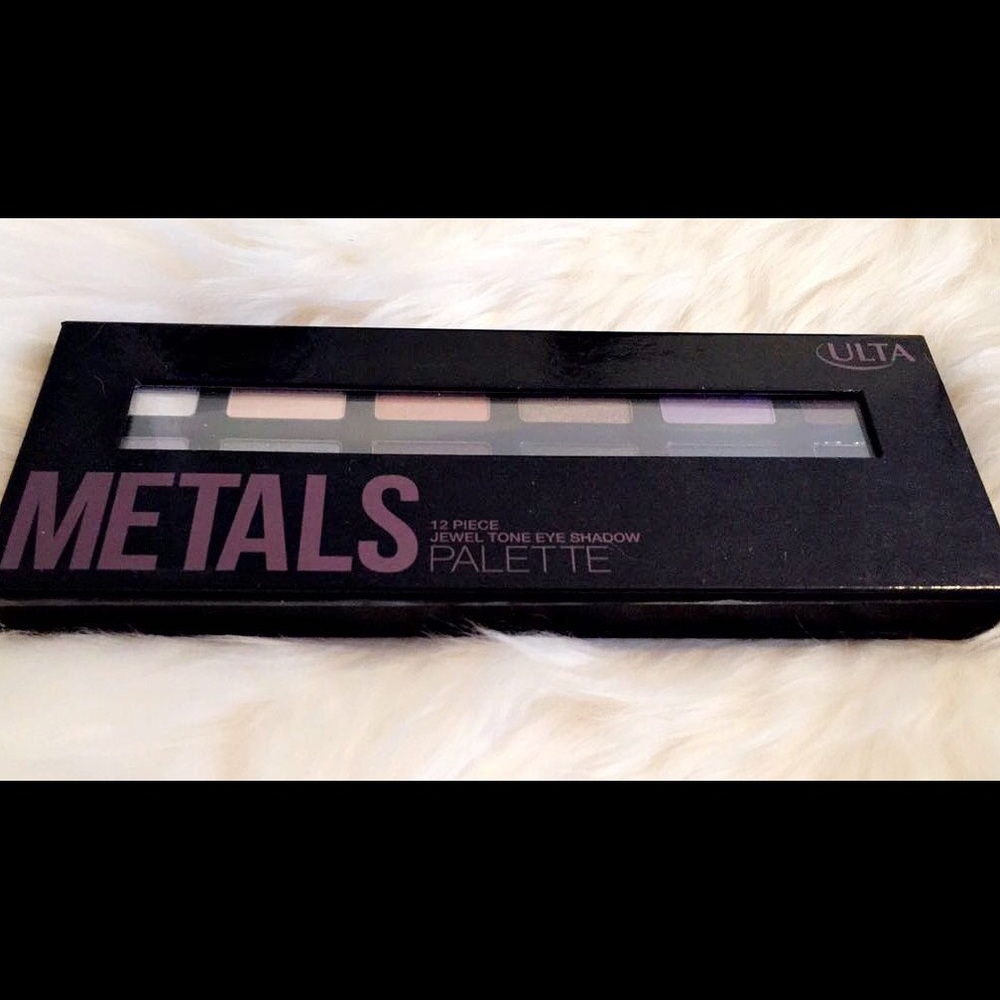 ULTA
METALS
12 PIECE
JEWEL TONE EYE SHADOW
PALETTE